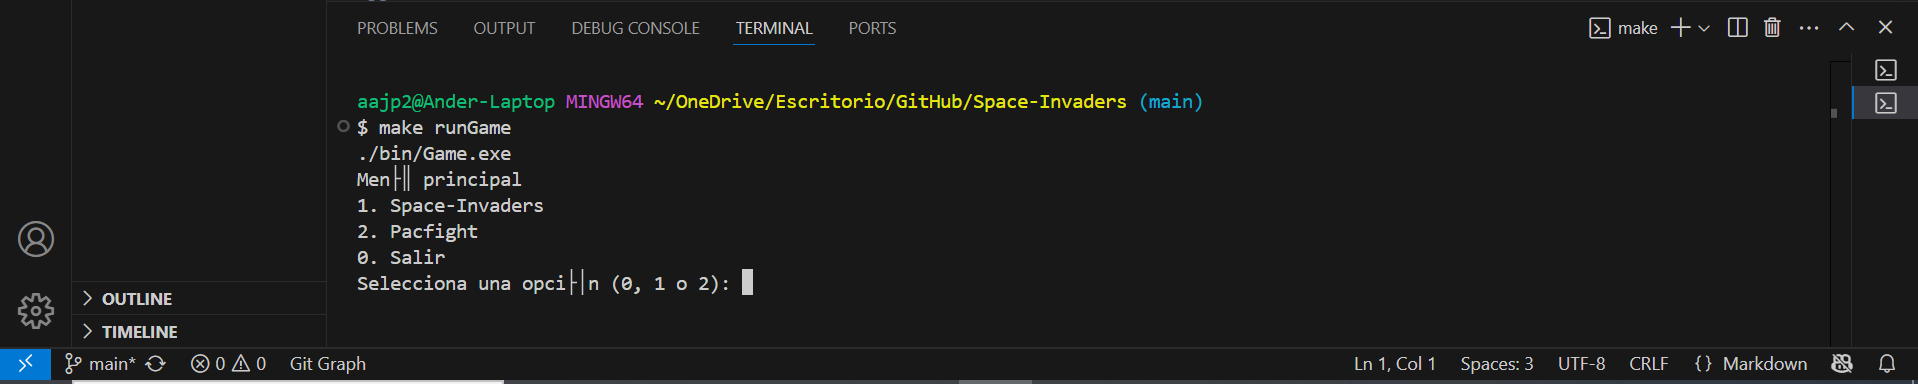 PROBLEMS OUTPUT DEBUG CONSOLE TERMINAL PORTS make
aajp2@Ander-Laptop MINGW64 ~/OneDrive/Escritorio/GitHub/Space-Invaders (main)
$ make runGame
./bin/Game.exe
Men├║ principal
1. Space-Invaders
2. Pacfight
0. Salir
Selecciona una opci├│n (0, 1 o 2):
OUTLINE
TIMELINE
main* 0 0 Git Graph Ln 1, Col 1 Spaces: 3 UTF-8 CRLF {} Markdown